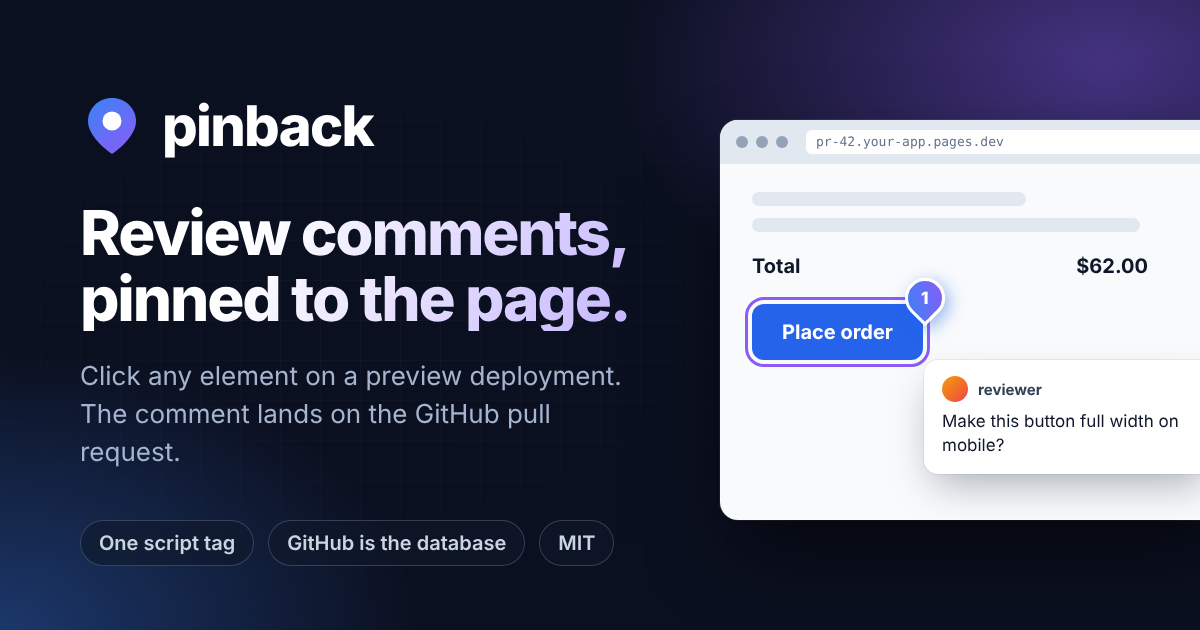 pinback
Review comments,
pinned to the page.
Click any element on a preview deployment.
The comment lands on the GitHub pull
request.
One script tag
GitHub is the database
MIT
pr-42.your-app.pages.dev
Total
$62.00
1
Place order
reviewer
Make this button full width on
mobile?